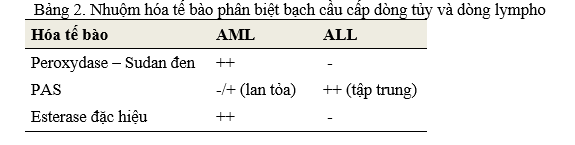 Bảng 2. Nhuộm hóa tế bào phân biệt bạch cầu cấp dòng tủy và dòng lympho
Hóa tế bào AML ALL
Peroxydase – Sudan đen ++ -
PAS -/+ (lan tỏa) ++ (tập trung)
Esterase đặc hiệu ++ -